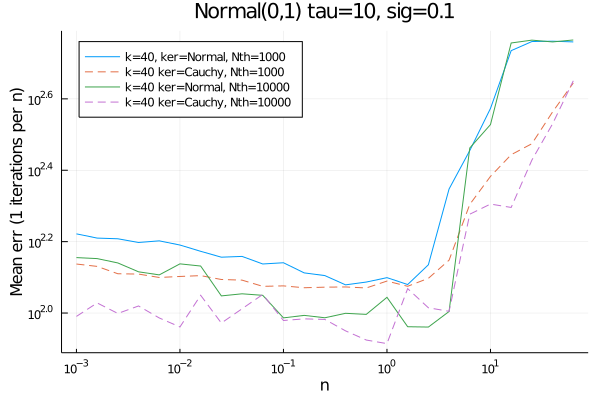 Normal(0,1) tau=10, sig=0.1
k=40, ker=Normal, Nth=1000
k=40 ker=Cauchy, Nth=1000
k=40 ker=Normal, Nth=10000
k=40 ker=Cauchy, Nth=10000
Mean err (1 iterations per n)
10^2.6
10^2.4
10^2.2
10^2.0
10^−3 10^−2 10^−1 10^0 10^1
n